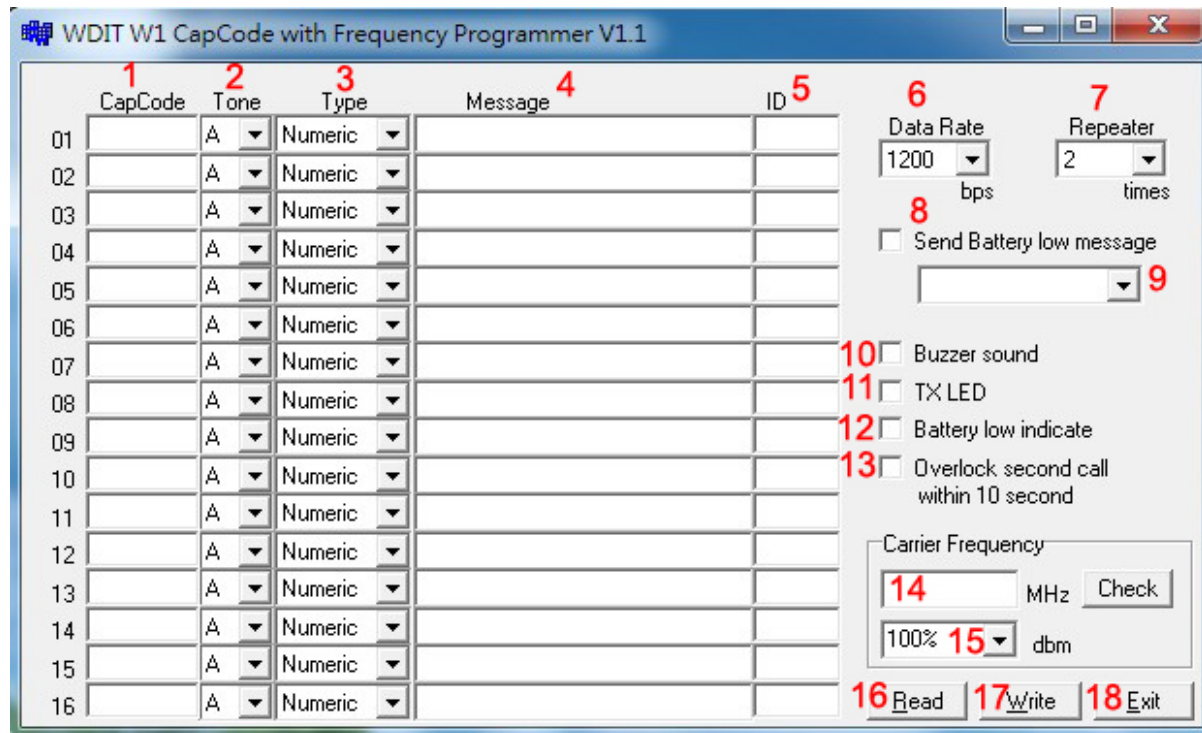 WDIT W1 CapCode with Frequency Programmer V1.1
1 2 3 4 5
CapCode Tone Type Message ID
01 A Numeric
02 A Numeric
03 A Numeric
04 A Numeric
05 A Numeric
06 A Numeric
07 A Numeric
08 A Numeric
09 A Numeric
10 A Numeric
11 A Numeric
12 A Numeric
13 A Numeric
14 A Numeric
15 A Numeric
16 A Numeric
6 7
Data Rate Repeater
1200 2
bps times
8
Send Battery low message
9
10 Buzzer sound
11 TX LED
12 Battery low indicate
13 Overlock second call
within 10 second
Carrier Frequency
14 MHz Check
100% 15 dbm
16 Read 17 Write 18 Exit